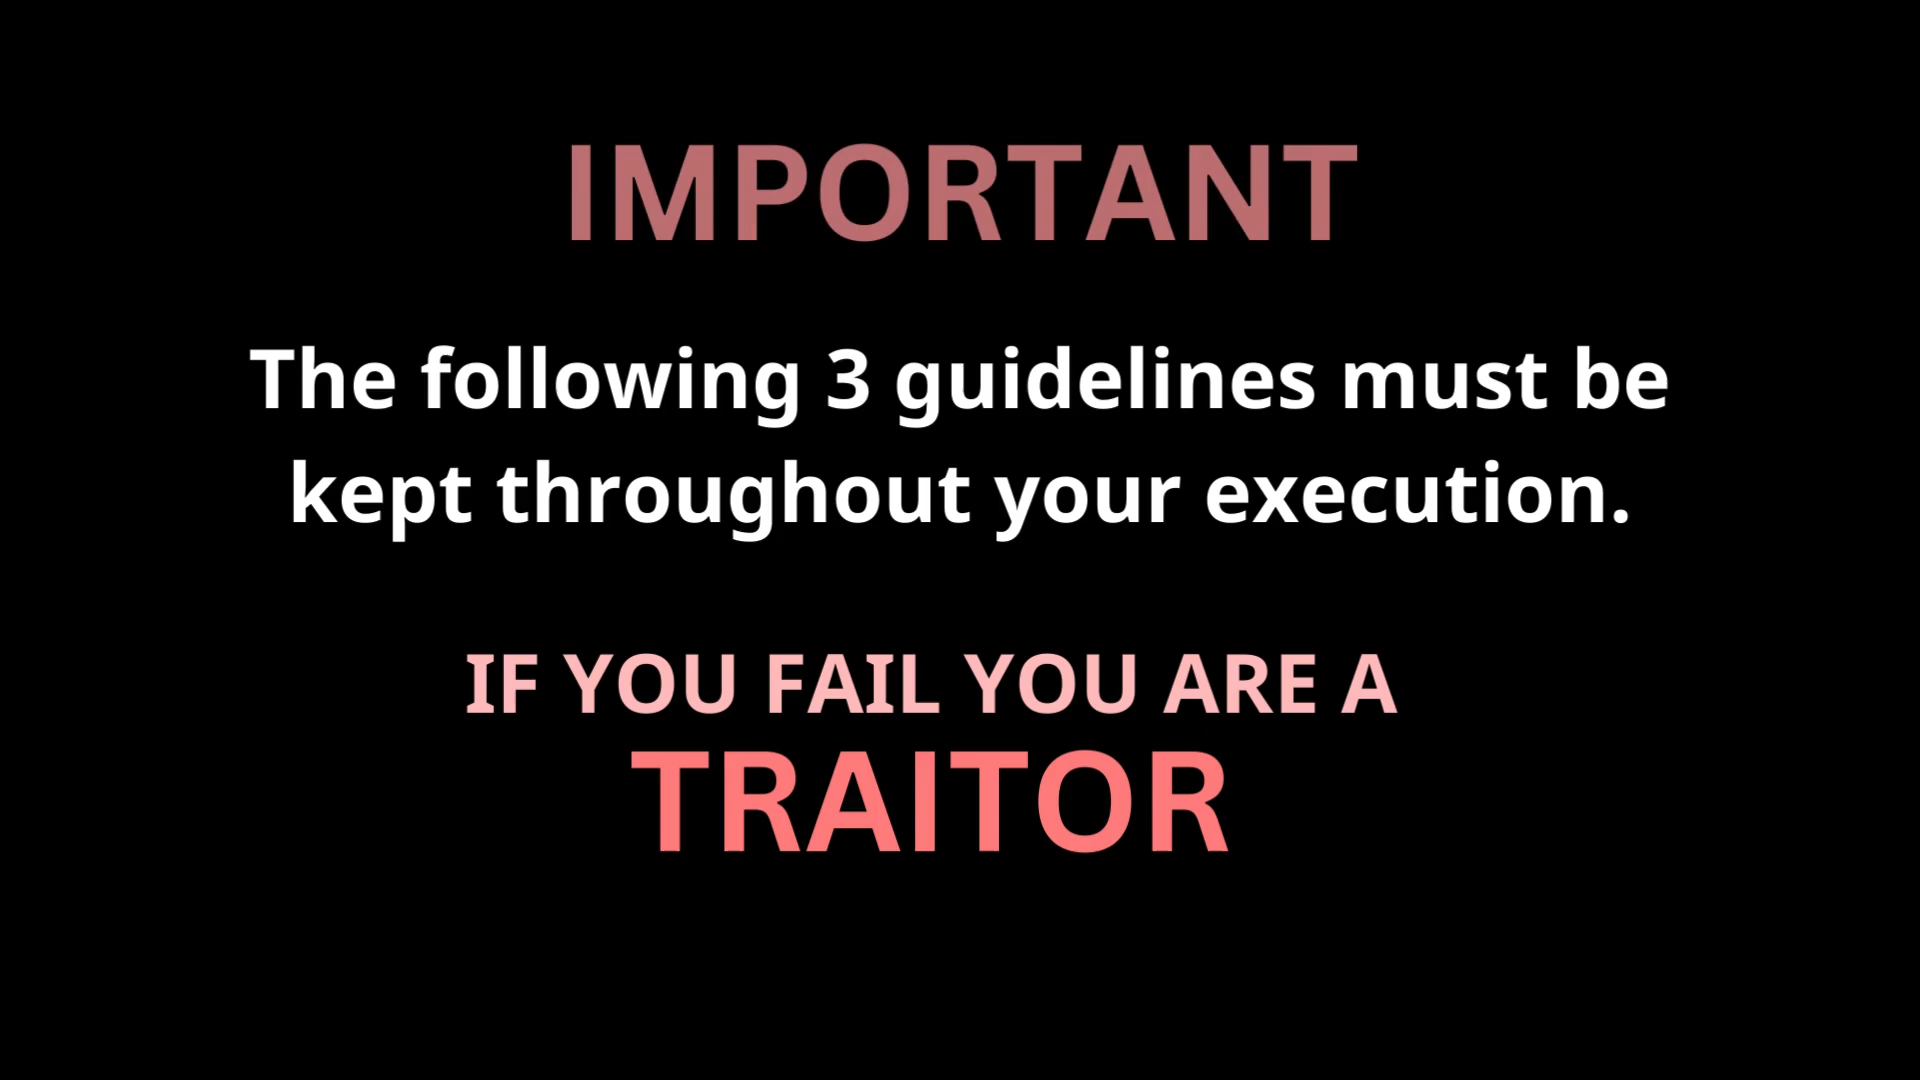 IMPORTANT
The following 3 guidelines must be
kept throughout your execution.
IF YOU FAIL YOU ARE A
TRAITOR